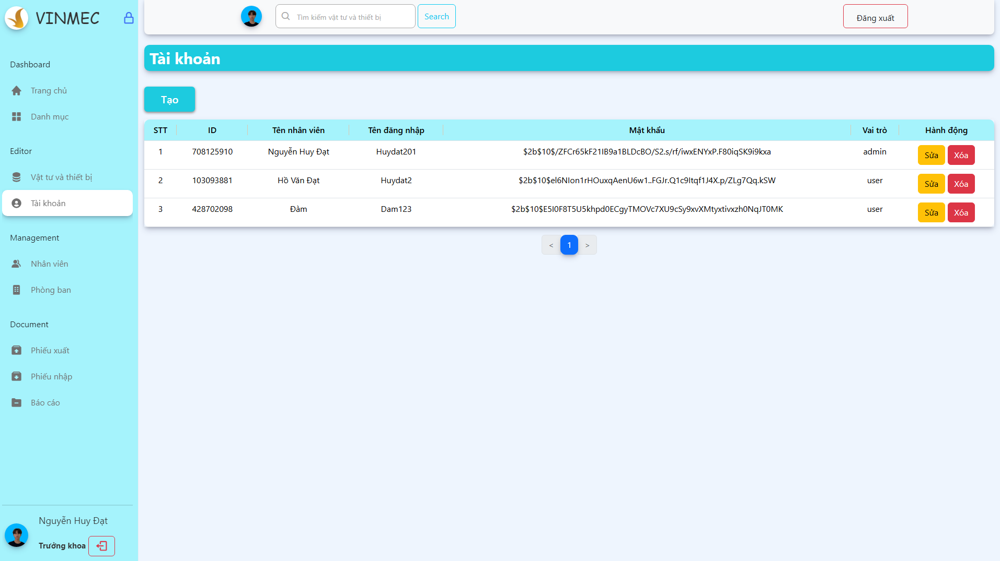 VINMEC
Dashboard
Trang chủ
Danh mục
Editor
Vật tư và thiết bị
Tài khoản
Management
Nhân viên
Phòng ban
Document
Phiếu xuất
Phiếu nhập
Báo cáo
Nguyễn Huy Đạt
Trưởng khoa
Tìm kiếm vật tư và thiết bị Search Đăng xuất
Tài khoản
Tạo
STT ID Tên nhân viên Tên đăng nhập Mật khẩu Vai trò Hành động
1 708125910 Nguyễn Huy Đạt Huydat201 $2b$10$/ZFCr65kF21IB9a1BLDcBO/S2.s/rf/iwxENYxP.F80iqSK9i9kxa admin Sửa Xóa
2 103093881 Hồ Văn Đạt Huydat2 $2b$10$el6NIon1rHOuxqAenU6w1..FGJr.Q1c9Itqf1J4X.p/ZLg7Qq.kSW user Sửa Xóa
3 428702098 Đàm Dam123 $2b$10$E5I0F8T5U5khpd0ECgyTMOVc7XU9cSy9xvXMtyxtivxzh0NqJT0MK user Sửa Xóa
< 1 >